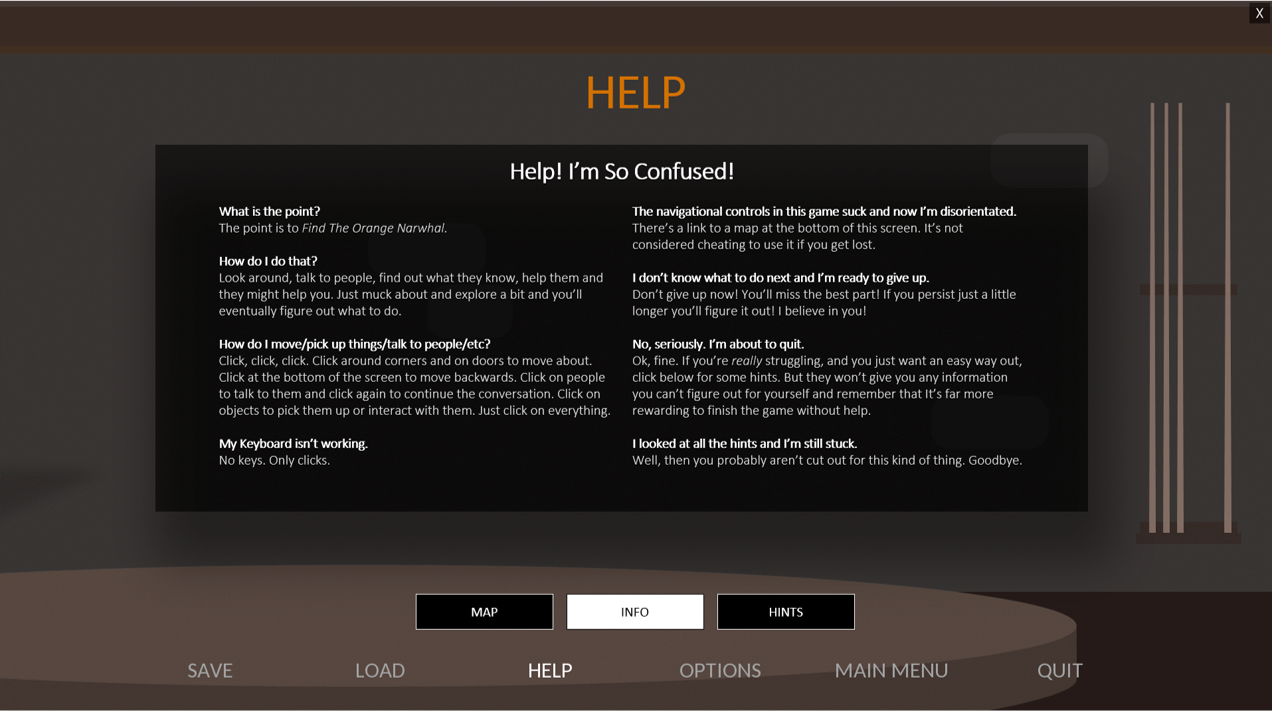 X
HELP
Help! I’m So Confused!
What is the point?
The point is to Find The Orange Narwhal.
How do I do that?
Look around, talk to people, find out what they know, help them and
they might help you. Just muck about and explore a bit and you’ll
eventually figure out what to do.
How do I move/pick up things/talk to people/etc?
Click, click, click. Click around corners and on doors to move about.
Click at the bottom of the screen to move backwards. Click on people
to talk to them and click again to continue the conversation. Click on
objects to pick them up or interact with them. Just click on everything.
My Keyboard isn’t working.
No keys. Only clicks.
The navigational controls in this game suck and now I’m disorientated.
There’s a link to a map at the bottom of this screen. It’s not
considered cheating to use it if you get lost.
I don’t know what to do next and I’m ready to give up.
Don’t give up now! You’ll miss the best part! If you persist just a little
longer you’ll figure it out! I believe in you!
No, seriously. I’m about to quit.
Ok, fine. If you’re really struggling, and you just want an easy way out,
click below for some hints. But they won’t give you any information
you can’t figure out for yourself and remember that It’s far more
rewarding to finish the game without help.
I looked at all the hints and I’m still stuck.
Well, then you probably aren’t cut out for this kind of thing. Goodbye.
MAP
INFO
HINTS
SAVE
LOAD
HELP
OPTIONS
MAIN MENU
QUIT